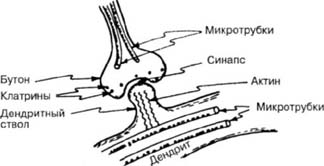 Микротрубки
Синапс
Бутон
Клатрины
Актин
Дендритный
ствол
Микротрубки
Дендрит